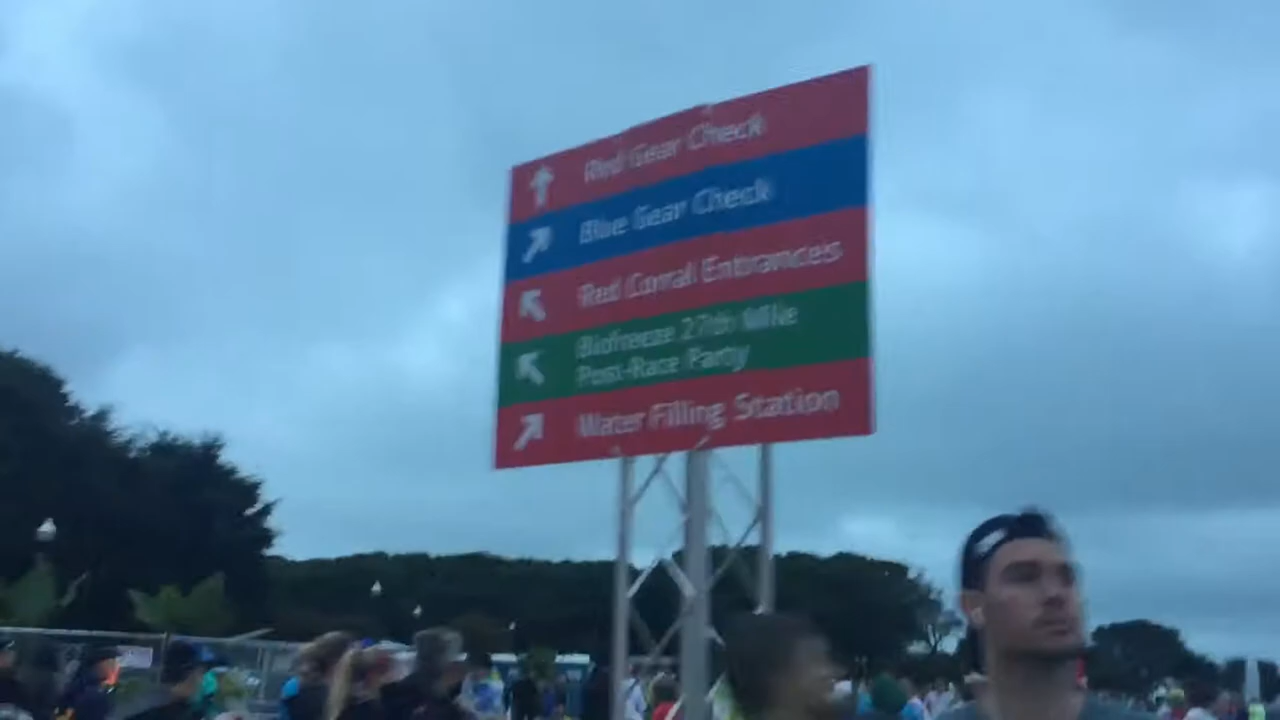 Red Gear Check
Blue Gear Check
Red Corral Entrances
Biofreeze 27th Mile
Post-Race Party
Water Filling Station